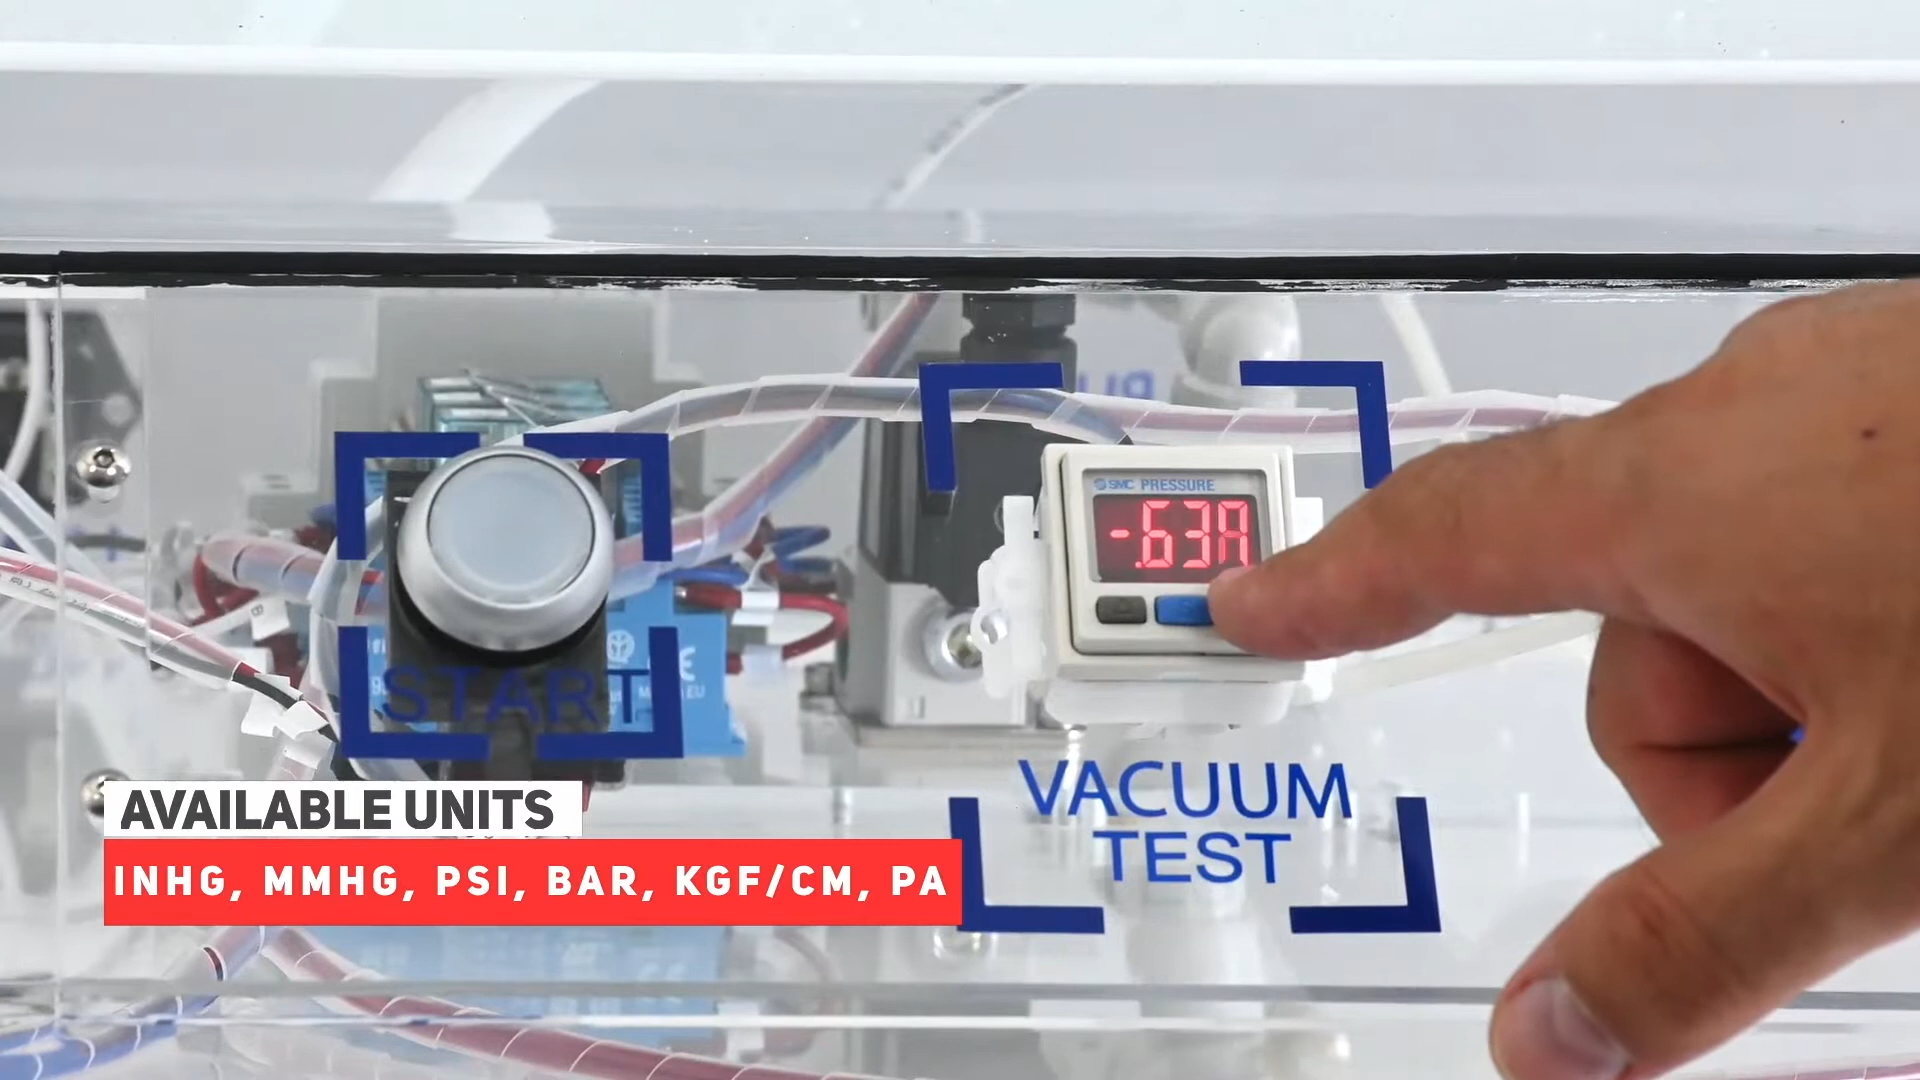 SMC PRESSURE
-.63A
START
VACUUM
TEST
AVAILABLE UNITS
INHG, MMHG, PSI, BAR, KGF/CM, PA